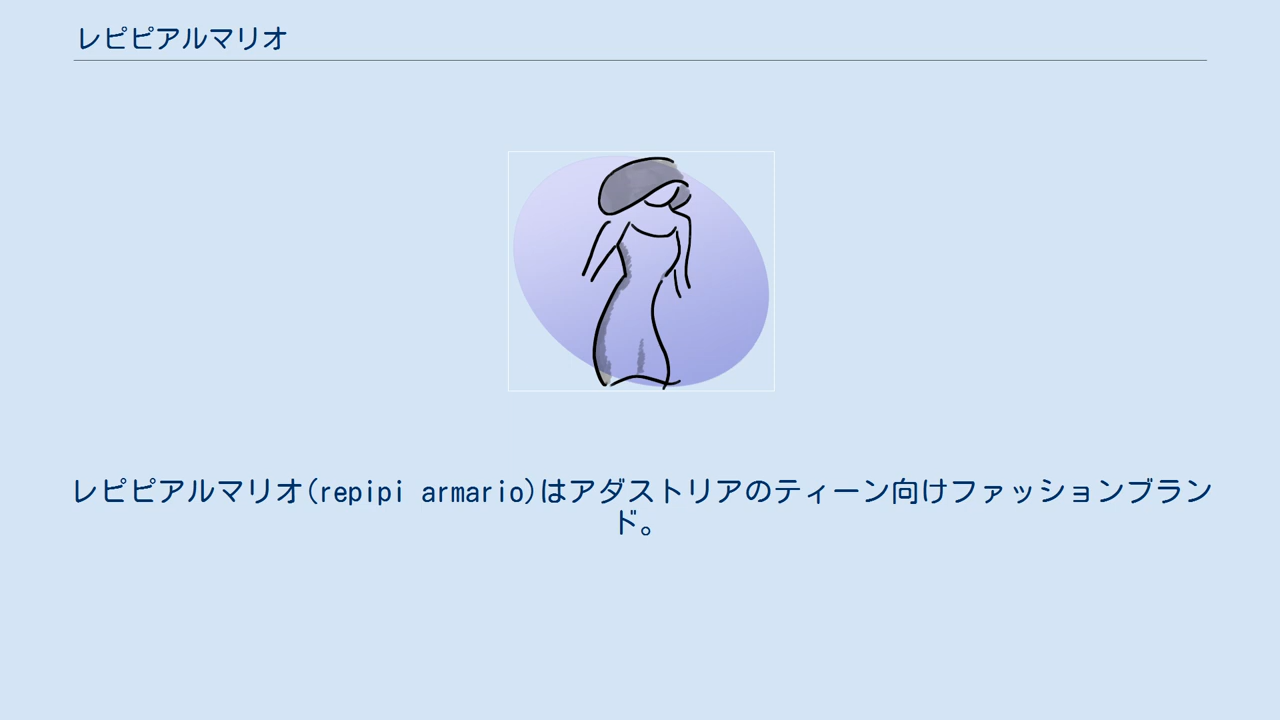 レピピアルマリオ
レピピアルマリオ(repipi armario)はアダストリアのティーン向けファッションブラン
ド。